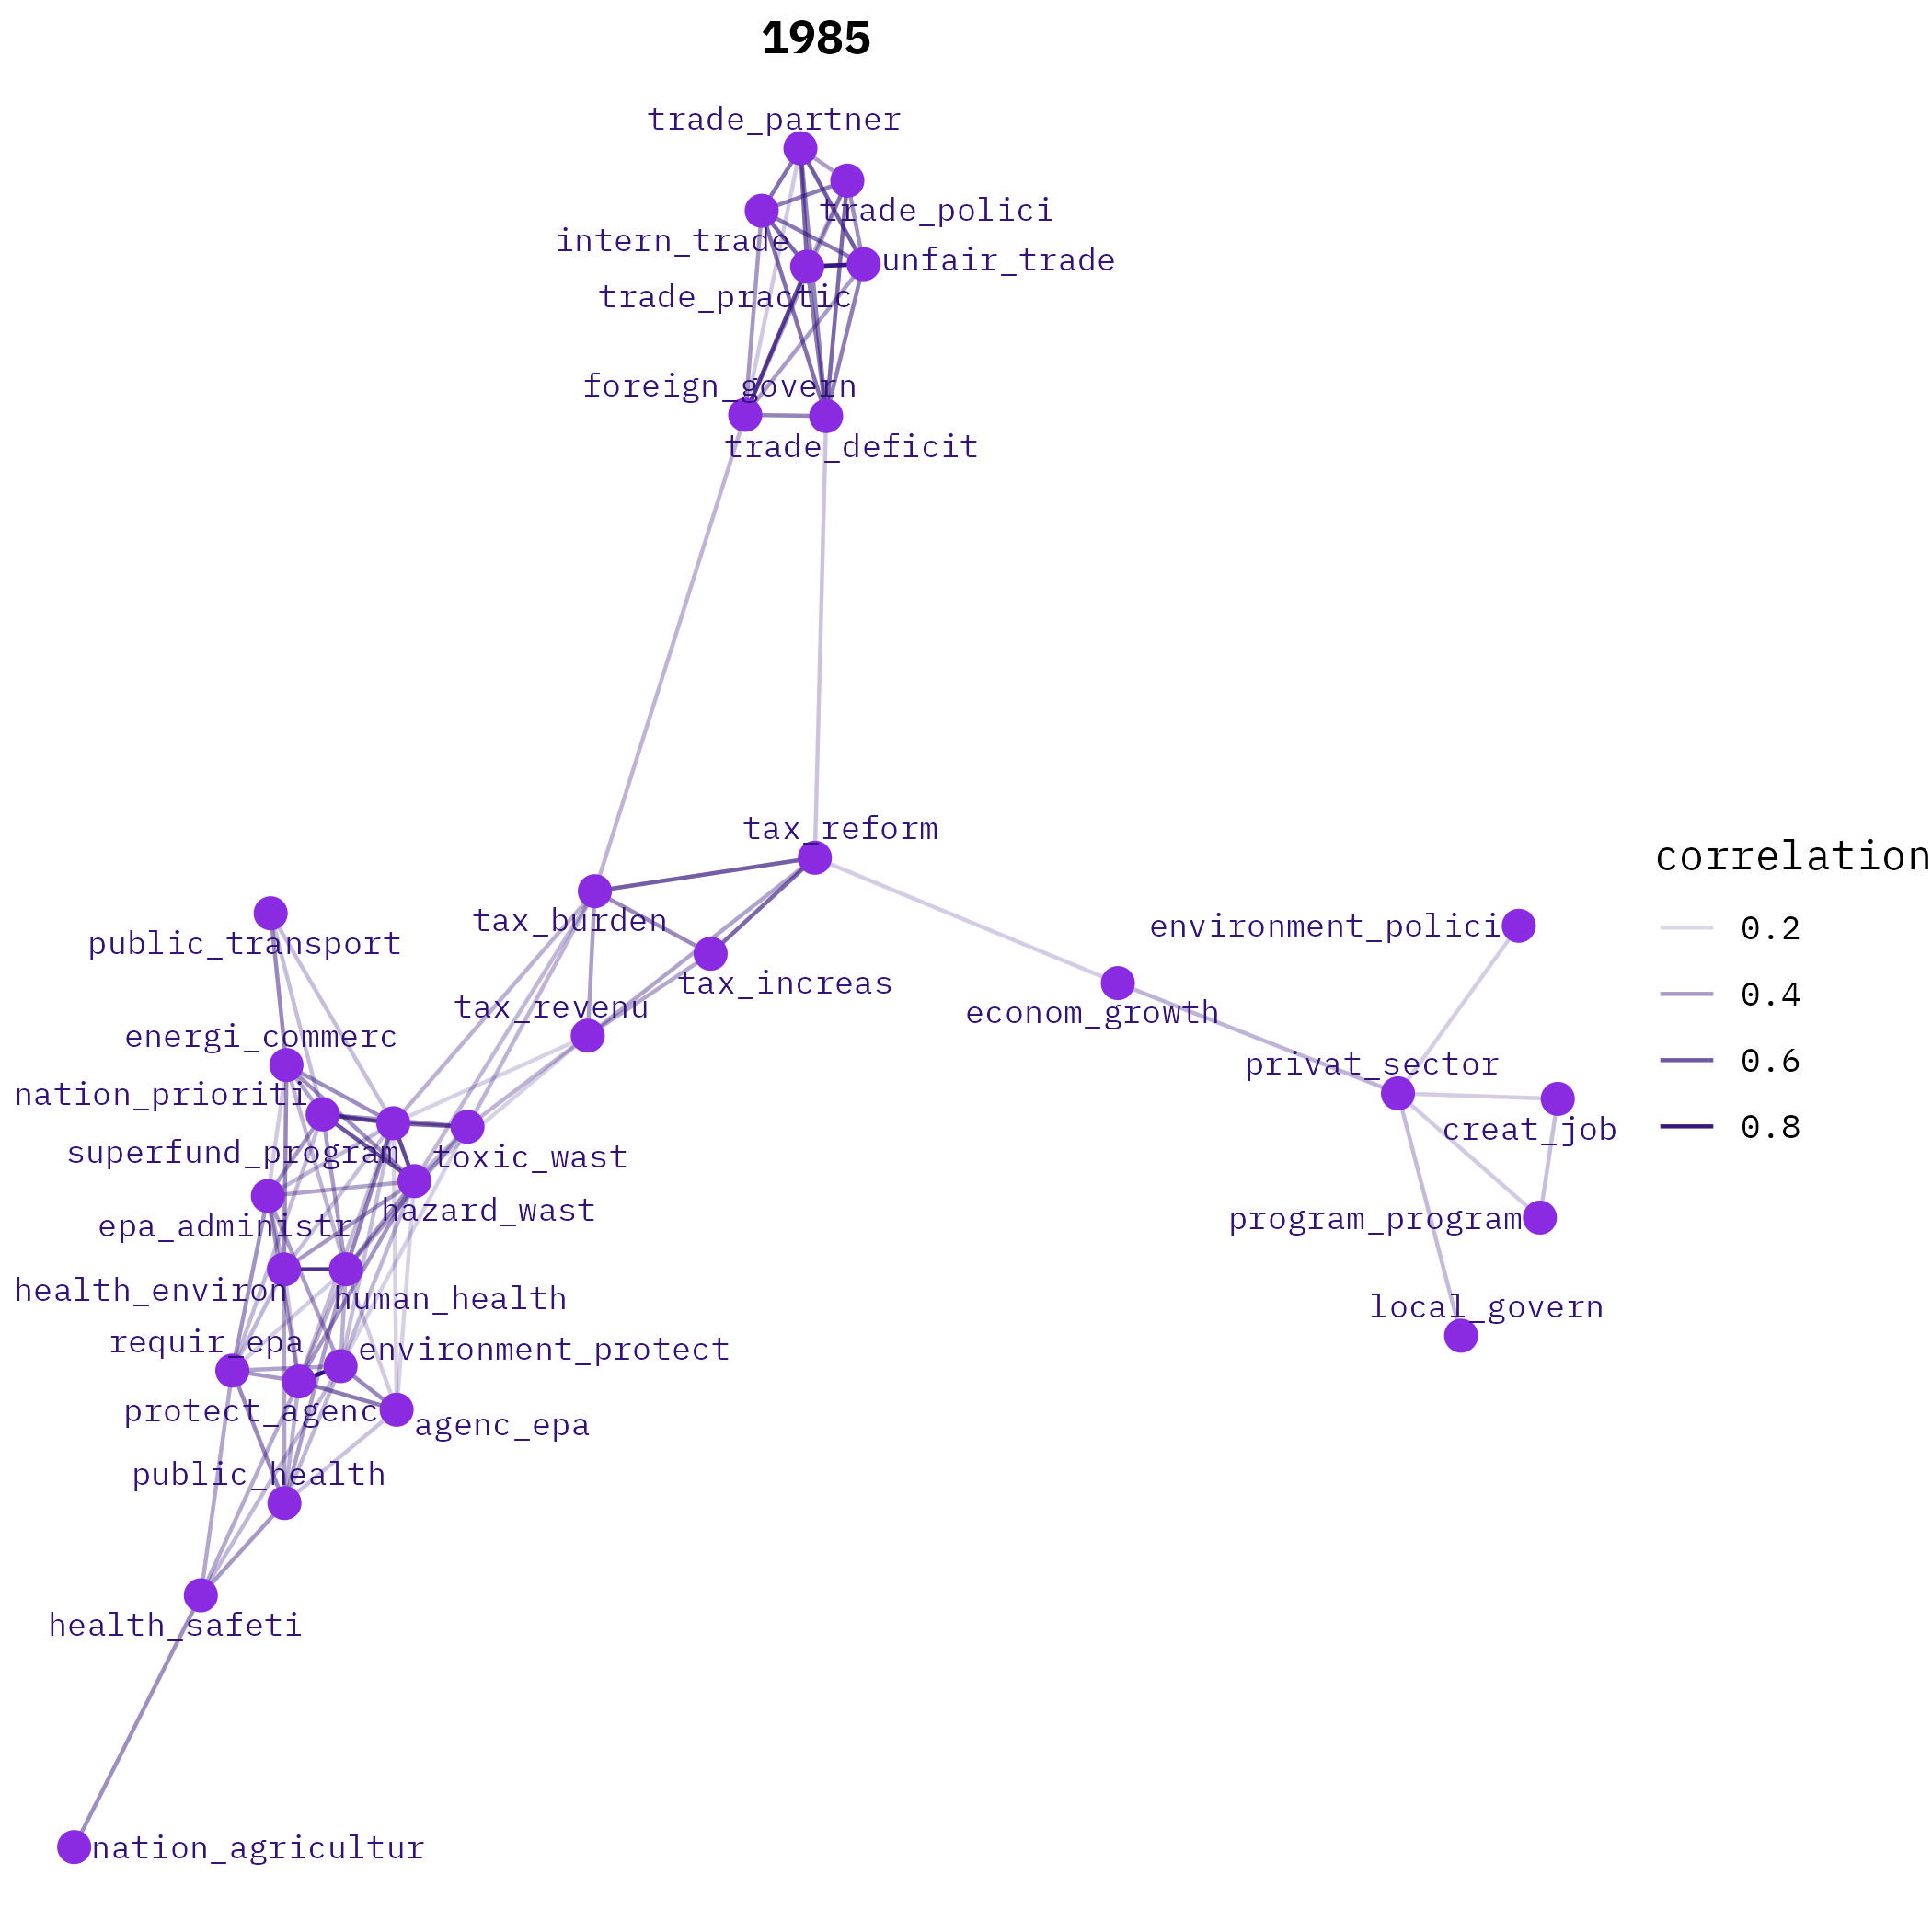 1985
trade_partner
trade_polici
intern_trade
unfair_trade
trade_practic
foreign_govern
trade_deficit
tax_reform
tax_burden
tax_increas
tax_revenu
public_transport
energi_commerc
nation_prioriti
superfund_program
toxic_wast
hazard_wast
epa_administr
health_environ
human_health
requir_epa
environment_protect
protect_agenc
agenc_epa
public_health
health_safeti
nation_agricultur
environment_polici
econom_growth
privat_sector
creat_job
program_program
local_govern
correlation
0.2
0.4
0.6
0.8